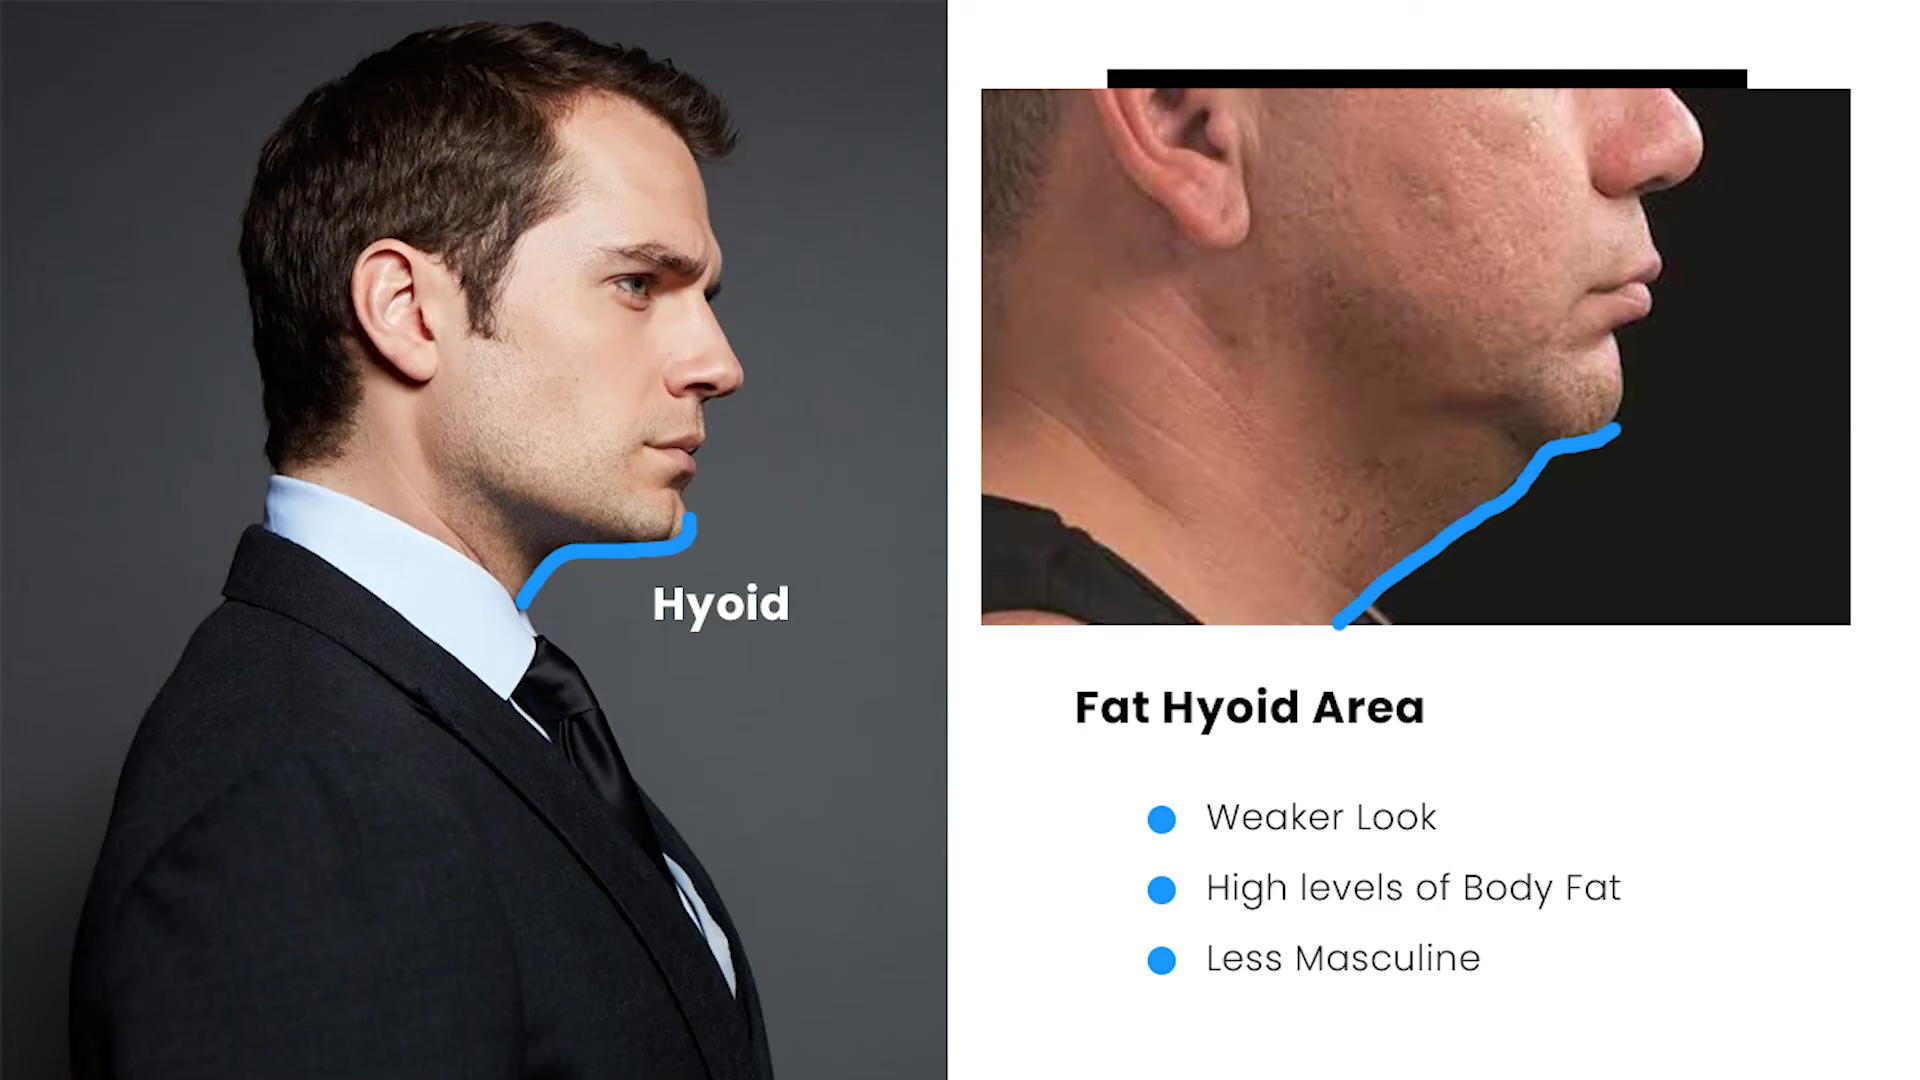 Hyoid
Fat Hyoid Area
Weaker Look
High levels of Body Fat
Less Masculine